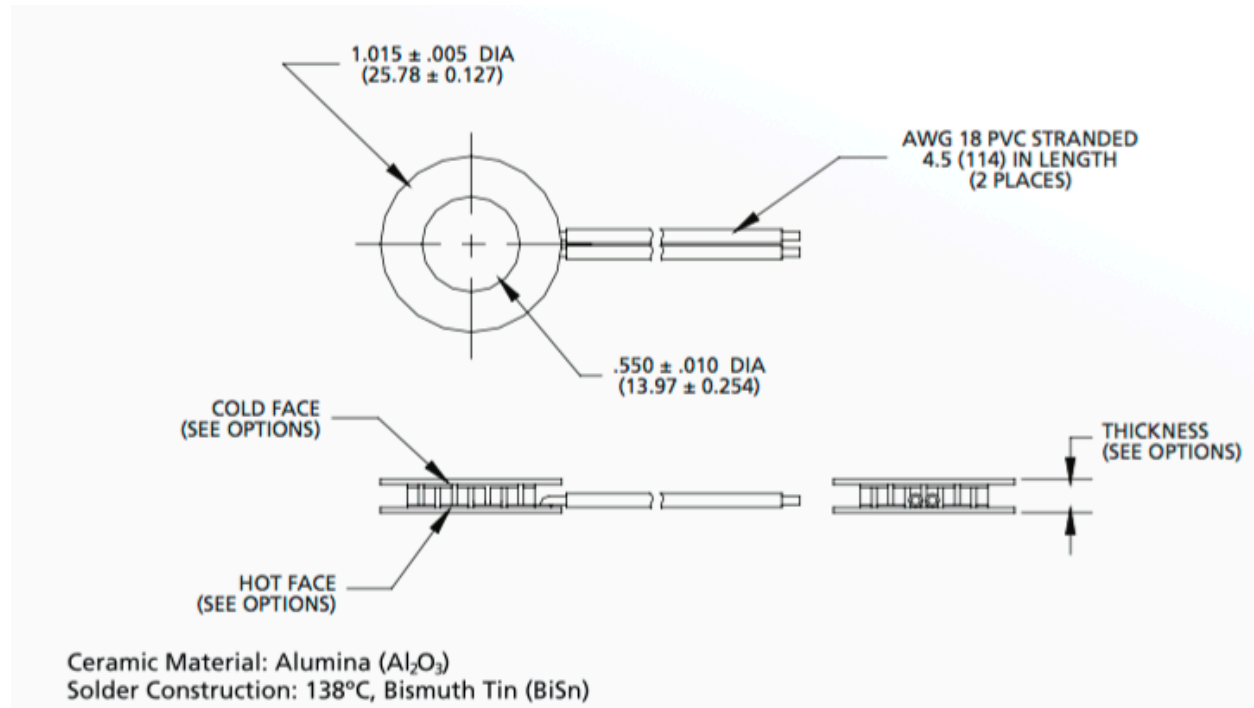 1.015 ± .005 DIA
(25.78 ± 0.127)
AWG 18 PVC STRANDED
4.5 (114) IN LENGTH
(2 PLACES)
.550 ± .010 DIA
(13.97 ± 0.254)
COLD FACE
(SEE OPTIONS)
THICKNESS
(SEE OPTIONS)
HOT FACE
(SEE OPTIONS)
Ceramic Material: Alumina (Al₂O₃)
Solder Construction: 138ºC, Bismuth Tin (BiSn)